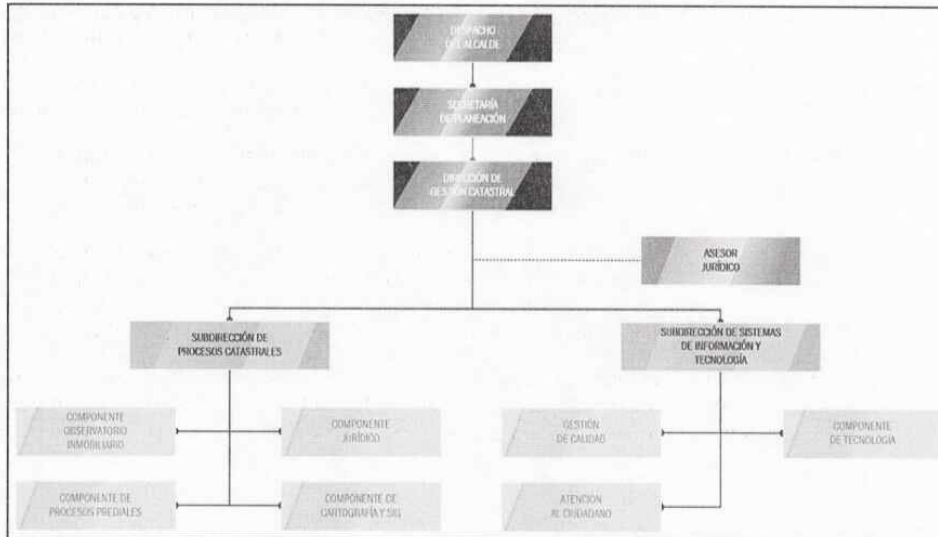 DESPACHO
DEL ALCALDE
SECRETARÍA
DE PLANEACIÓN
DIRECCIÓN DE
GESTIÓN CATASTRAL
ASESOR
JURÍDICO
SUBDIRECCIÓN DE
PROCESOS CATASTRALES
SUBDIRECCIÓN DE SISTEMAS
DE INFORMACIÓN Y
TECNOLOGÍA
COMPONENTE
OBSERVATORIO
INMOBILIARIO
COMPONENTE
JURÍDICO
GESTIÓN
DE CALIDAD
COMPONENTE
DE TECNOLOGÍA
COMPONENTE DE
PROCESOS PREDIALES
COMPONENTE DE
CARTOGRAFÍA Y SIG
ATENCION
AL CIUDADANO